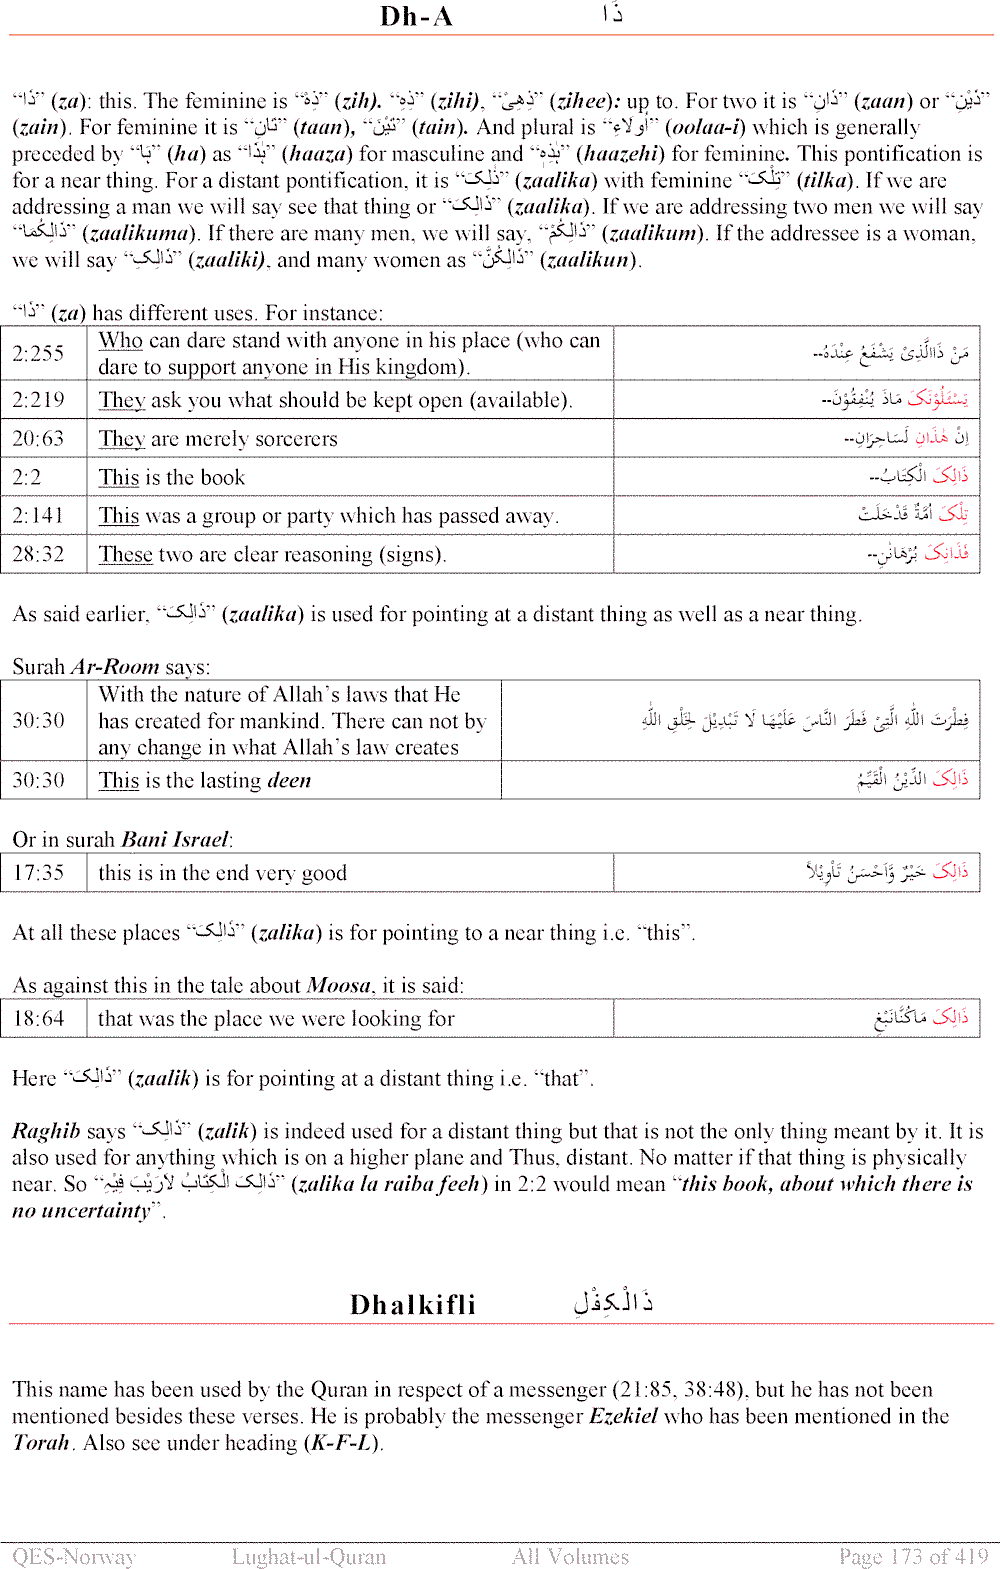 Dh-A ذَا
“ذَا” (za): this. The feminine is “ذِهْ” (zih). “ذِهِ” (zihi), “ذِهِیْ” (zihee): up to. For two it is “ذَانِ” (zaan) or “ذَيْنِ”
(zain). For feminine it is “تَانِ” (taan), “تَيْنَ” (tain). And plural is “اُولَاءِ” (oolaa-i) which is generally
preceded by “ہَا” (ha) as “ہٰذَا” (haaza) for masculine and “ہٰذِہٖ” (haazehi) for feminine. This pontification is
for a near thing. For a distant pontification, it is “ذٰلِکَ” (zaalika) with feminine “تِلْکَ” (tilka). If we are
addressing a man we will say see that thing or “ذَالِکَ” (zaalika). If we are addressing two men we will say
“ذَالِکُمَا” (zaalikuma). If there are many men, we will say, “ذَالِکُمْ” (zaalikum). If the addressee is a woman,
we will say “ذَالِکِ” (zaaliki), and many women as “ذَالِکُنَّ” (zaalikun).
“ذَا” (za) has different uses. For instance:
2:255 Who can dare stand with anyone in his place (who can
dare to support anyone in His kingdom). مَنْ ذَاالَّذِیْ يَشْفَعُ عِنْدَهُ--
2:219 They ask you what should be kept open (available). يَسْئَلُوْنَکَ مَاذَ يُنْفِقُوْنَ--
20:63 They are merely sorcerers اِنْ هٰذَانِ لَسَاحِرَانِ--
2:2 This is the book ذَالِکَ الْکِتَابُ--
2:141 This was a group or party which has passed away. تِلْکَ اُمَّةٌ قَدْخَلَتْ
28:32 These two are clear reasoning (signs). فَذَانِکَ بُرْهَانٰنِ--
As said earlier, “ذَالِکَ” (zaalika) is used for pointing at a distant thing as well as a near thing.
Surah Ar-Room says:
30:30 With the nature of Allah’s laws that He
has created for mankind. There can not by
any change in what Allah’s law creates فِطْرَتَ اللّٰهِ الَّتِیْ فَطَرَ النَّاسَ عَلَيْهَا لَا تَبْدِيْلَ لِخَلْقِ اللّٰهِ
30:30 This is the lasting deen ذَالِکَ الدِّيْنُ الْقَيِّمُ
Or in surah Bani Israel:
17:35 this is in the end very good ذَالِکَ خَيْرٌ وَّاَحْسَنُ تَأْوِيْلاً
At all these places “ذَالِکَ” (zalika) is for pointing to a near thing i.e. “this”.
As against this in the tale about Moosa, it is said:
18:64 that was the place we were looking for ذَالِکَ مَاکُنَّانَبْغِ
Here “ذَالِکَ” (zaalik) is for pointing at a distant thing i.e. “that”.
Raghib says “ذَالِکَ” (zalik) is indeed used for a distant thing but that is not the only thing meant by it. It is
also used for anything which is on a higher plane and Thus, distant. No matter if that thing is physically
near. So “ذَالِکَ الْکِتَابُ لاَرَيْبَ فِيْہِ” (zalika la raiba feeh) in 2:2 would mean “this book, about which there is
no uncertainty”.
Dhalkifli ذَالْکِفْلِ
This name has been used by the Quran in respect of a messenger (21:85, 38:48), but he has not been
mentioned besides these verses. He is probably the messenger Ezekiel who has been mentioned in the
Torah. Also see under heading (K-F-L).
QES-Norway Lughat-ul-Quran All Volumes Page 173 of 419